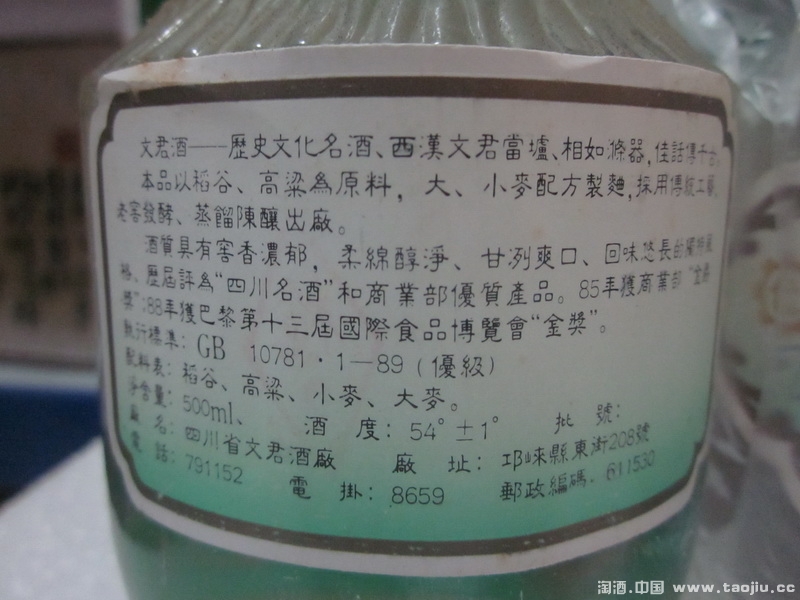 文君酒——歷史文化名酒、西漢文君當壚、相如滌器，佳話傳千古。
本品以稻谷、高粱為原料，大、小麥配方製麯，採用傳統工藝、
老窖發酵、蒸餾陳釀出廠。
酒質具有窖香濃郁，柔綿醇淨、甘洌爽口、回味悠長的獨特風
格、歷屆評為“四川名酒”和商業部優質產品。85年獲商業部“金爵
獎”；88年獲巴黎第十三屆國際食品博覽會“金獎”。
執行標準：GB 10781·1—89（優級）
配料表：稻谷、高粱、小麥、大麥。
淨含量：500ml、 酒 度：54°±1° 批 號：
廠 名：四川省文君酒廠 廠 址：邛崍縣東街208號
電 話：791152 電 掛：8659 郵政編碼．611530
淘酒.中国 www.taojiu.cc